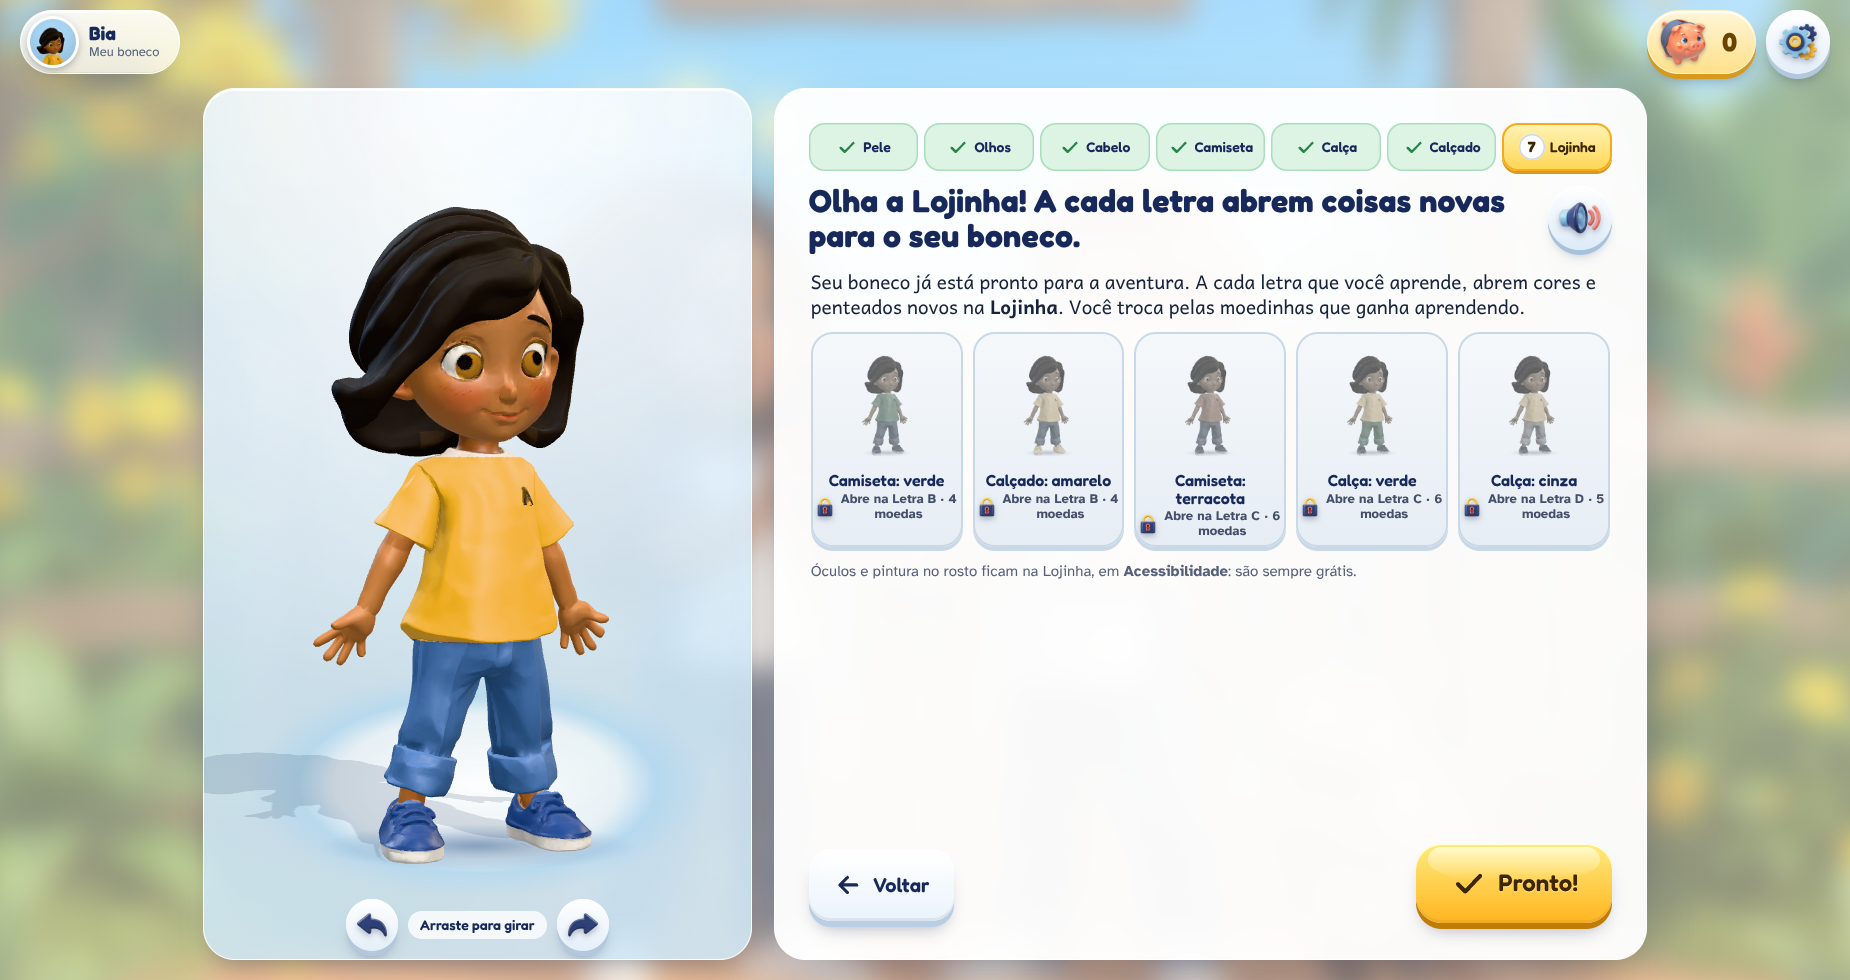 Bia
Meu boneco
0
Pele
Olhos
Cabelo
Camiseta
Calça
Calçado
7 Lojinha
Olha a Lojinha! A cada letra abrem coisas novas
para o seu boneco.
Seu boneco já está pronto para a aventura. A cada letra que você aprende, abrem cores e
penteados novos na Lojinha. Você troca pelas moedinhas que ganha aprendendo.
Camiseta: verde
Abre na Letra B · 4
moedas
Calçado: amarelo
Abre na Letra B · 4
moedas
Camiseta:
terracota
Abre na Letra C · 6
moedas
Calça: verde
Abre na Letra C · 6
moedas
Calça: cinza
Abre na Letra D · 5
moedas
Óculos e pintura no rosto ficam na Lojinha, em Acessibilidade: são sempre grátis.
A
Arraste para girar
Voltar
Pronto!